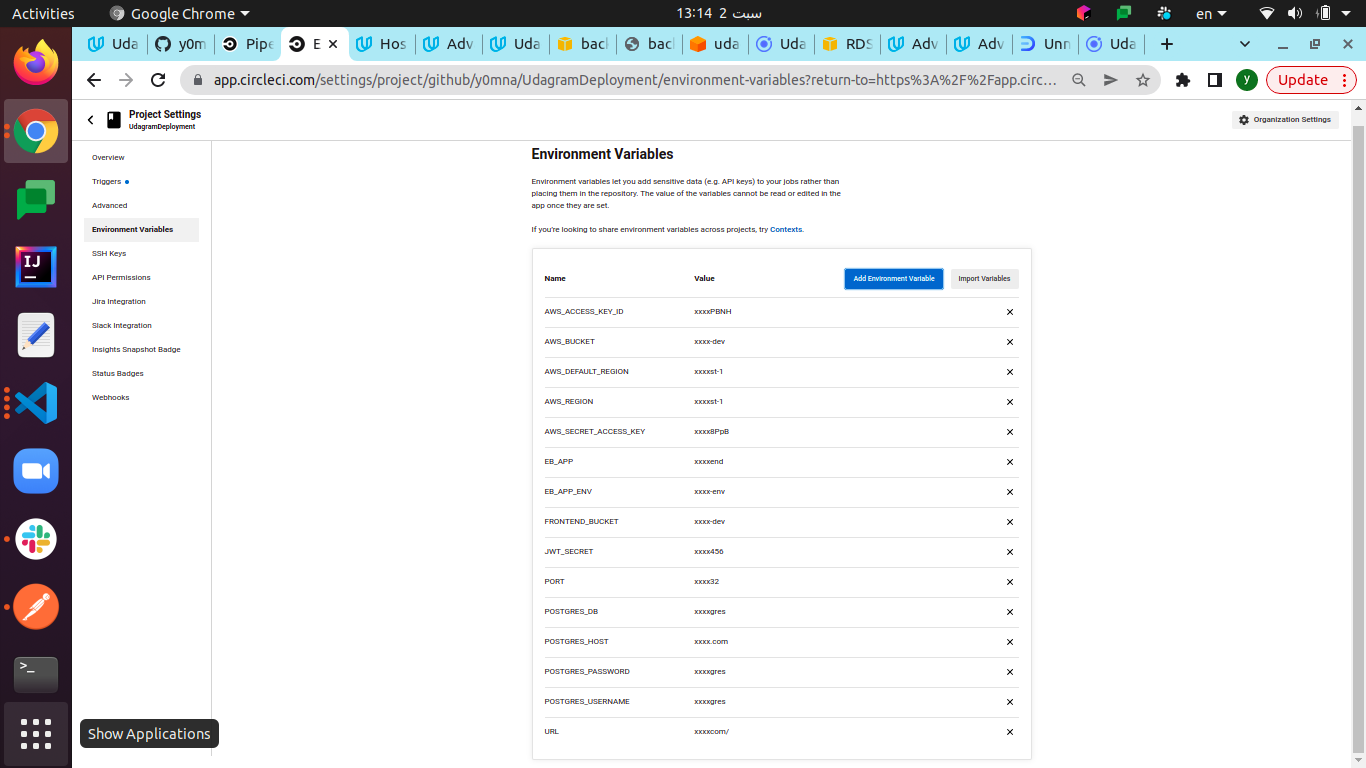 Activities
Google Chrome
سبت 2 13:14
en
Uda
y0m
Pipe
E
Hos
Adv
Uda
bac
bac
uda
Uda
RDS
Adv
Adv
Unr
Uda
app.circleci.com/settings/project/github/y0mna/UdagramDeployment/environment-variables?return-to=https%3A%2F%2Fapp.circ...
y
Update
Project Settings
UdagramDeployment
Organization Settings
Overview
Triggers
Advanced
Environment Variables
SSH Keys
API Permissions
Jira Integration
Slack Integration
Insights Snapshot Badge
Status Badges
Webhooks
Environment Variables
Environment variables let you add sensitive data (e.g. API keys) to your jobs rather than
placing them in the repository. The value of the variables cannot be read or edited in the
app once they are set.
If you're looking to share environment variables across projects, try Contexts.
Name Value Add Environment Variable Import Variables
AWS_ACCESS_KEY_ID xxxxPBNH
AWS_BUCKET xxxx-dev
AWS_DEFAULT_REGION xxxxst-1
AWS_REGION xxxxst-1
AWS_SECRET_ACCESS_KEY xxxx8PpB
EB_APP xxxxend
EB_APP_ENV xxxx-env
FRONTEND_BUCKET xxxx-dev
JWT_SECRET xxxx456
PORT xxxx32
POSTGRES_DB xxxxgres
POSTGRES_HOST xxxx.com
POSTGRES_PASSWORD xxxxgres
POSTGRES_USERNAME xxxxgres
URL xxxxcom/
IJ
>_
Show Applications